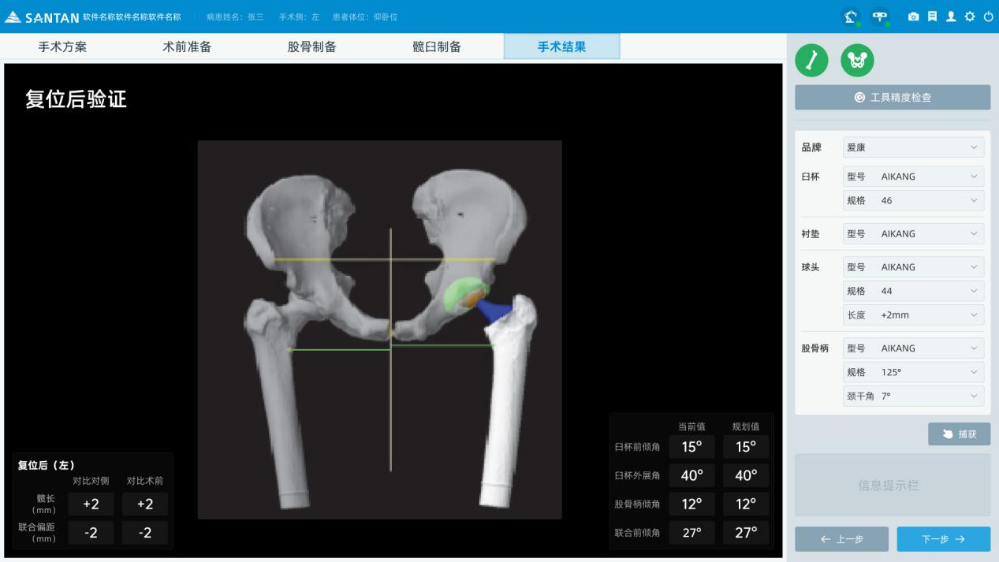 SANTAN 软件名称软件名称软件名称 病患姓名：张三 手术侧：左 患者体位：仰卧位
手术方案 术前准备 股骨制备 髋臼制备 手术结果
复位后验证
复位后（左）
对比对侧 对比术前
髋长（mm） +2 +2
联合偏距（mm） -2 -2
当前值 规划值
臼杯前倾角 15° 15°
臼杯外展角 40° 40°
股骨柄倾角 12° 12°
联合前倾角 27° 27°
工具精度检查
品牌 爱康
臼杯 型号 AIKANG
规格 46
衬垫 型号 AIKANG
球头 型号 AIKANG
规格 44
长度 +2mm
股骨柄 型号 AIKANG
规格 125°
颈干角 7°
捕获
信息提示栏
上一步 下一步